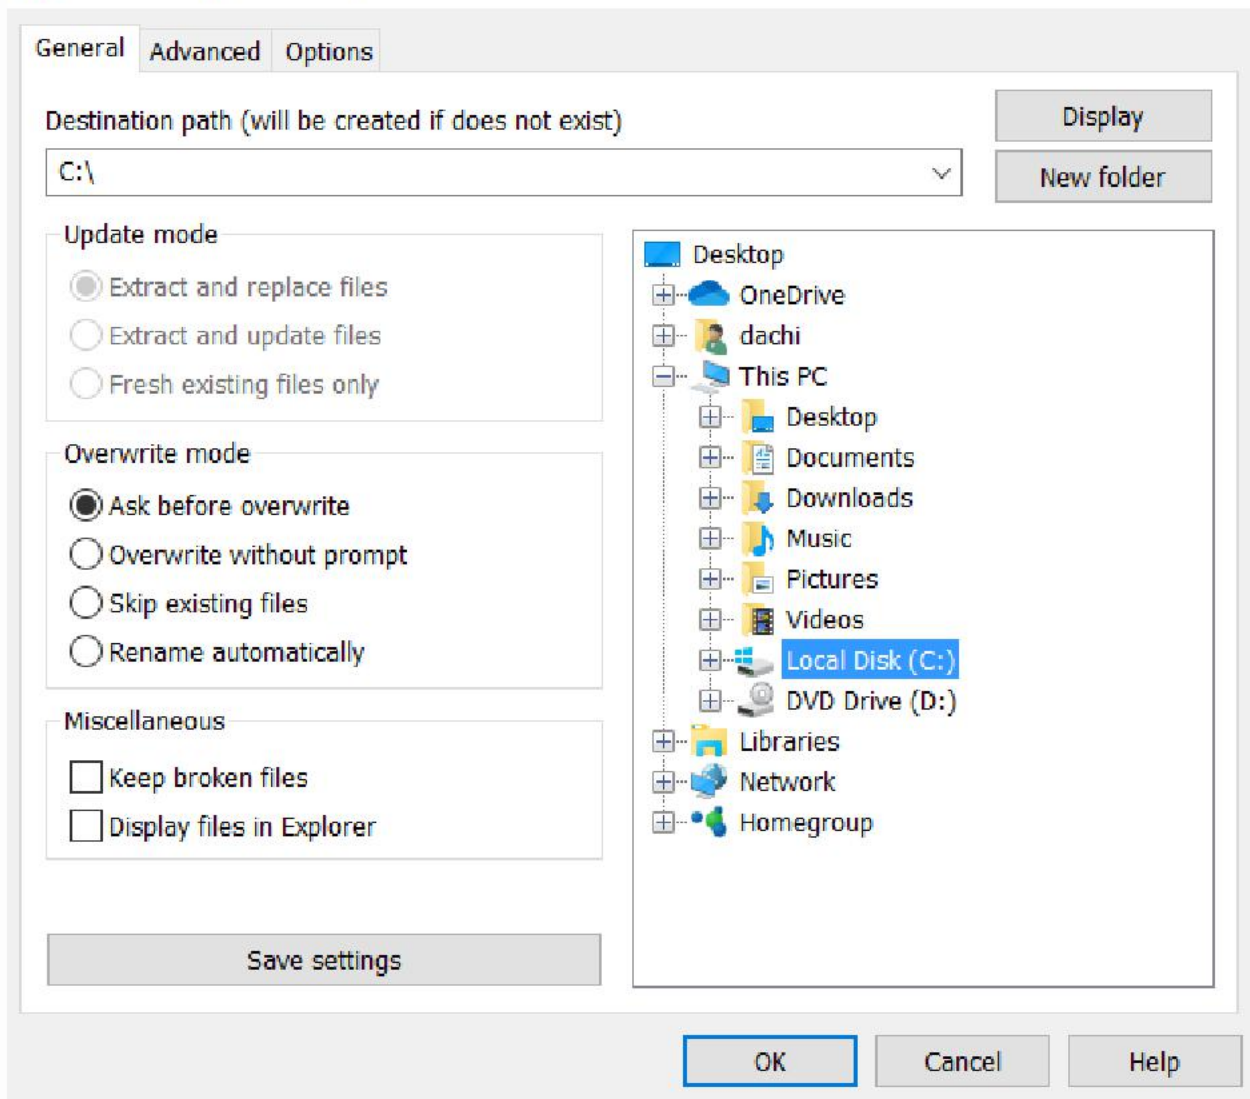 General
Advanced
Options
Destination path (will be created if does not exist)
Display
C:\
New folder
Update mode
Extract and replace files
Extract and update files
Fresh existing files only
Overwrite mode
Ask before overwrite
Overwrite without prompt
Skip existing files
Rename automatically
Miscellaneous
Keep broken files
Display files in Explorer
Save settings
Desktop
OneDrive
dachi
This PC
Desktop
Documents
Downloads
Music
Pictures
Videos
Local Disk (C:)
DVD Drive (D:)
Libraries
Network
Homegroup
OK
Cancel
Help